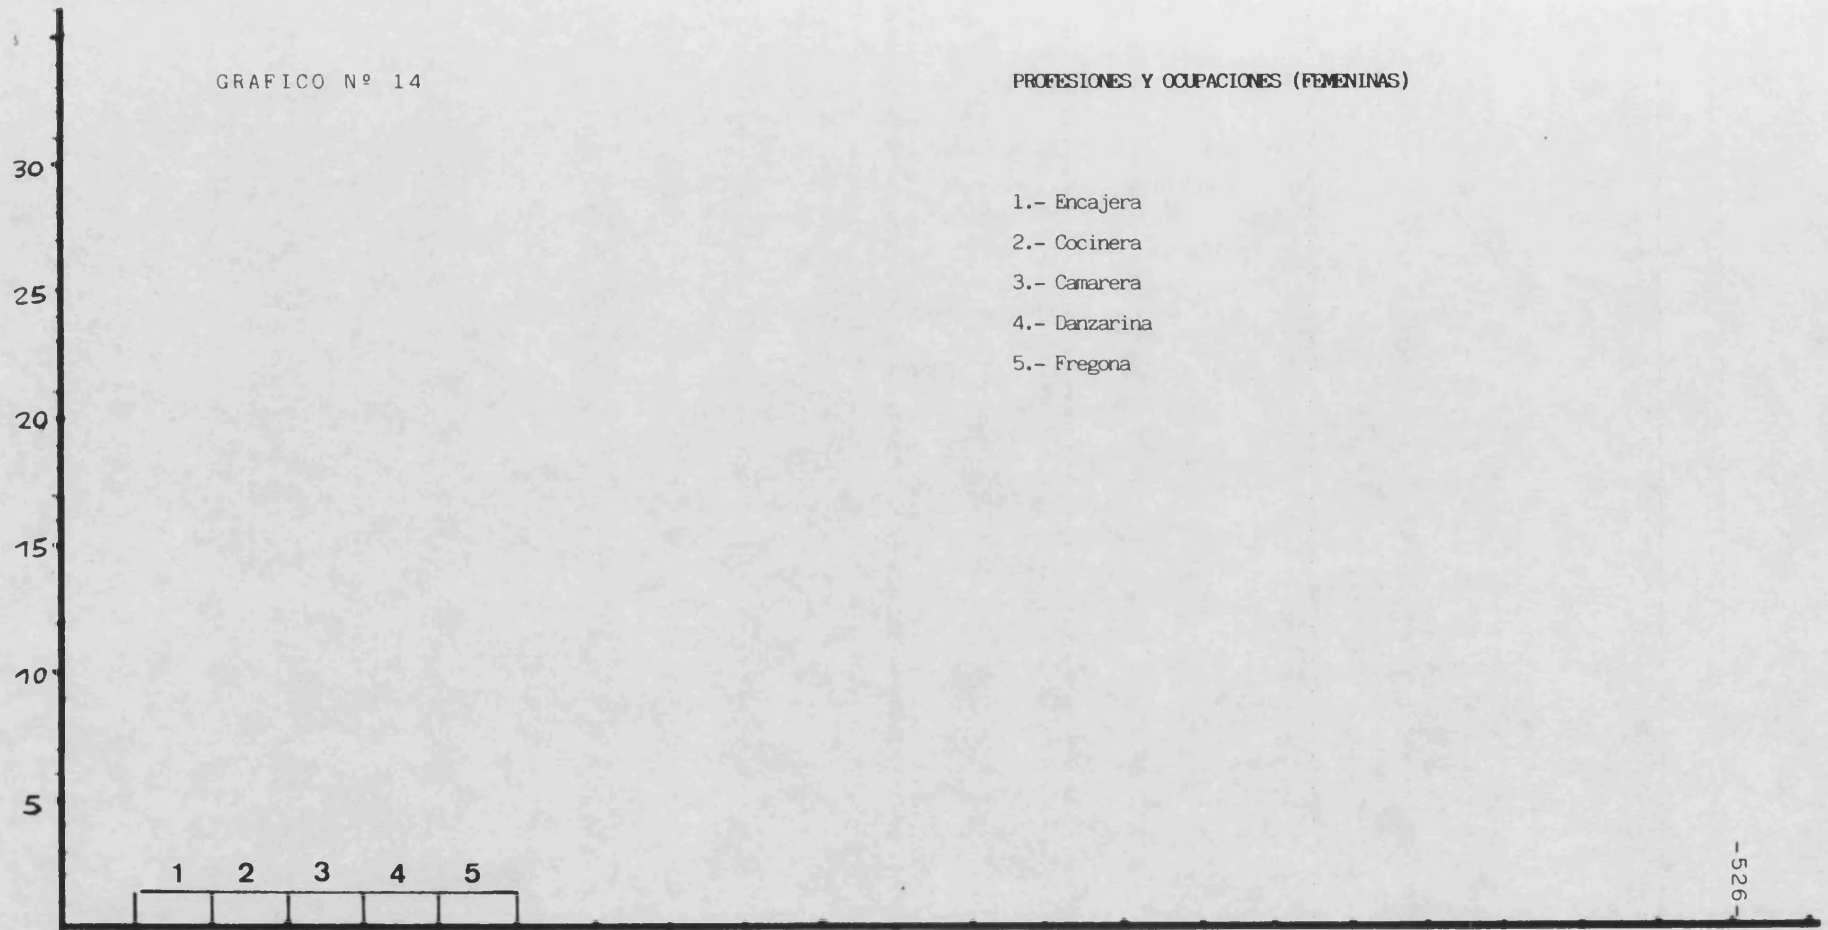 GRAFICO Nº 14
PROFESIONES Y OCUPACIONES (FEMENINAS)
1.- Encajera
2.- Cocinera
3.- Camarera
4.- Danzarina
5.- Fregona
30
25
20
15
10
5
1 2 3 4 5
-526-